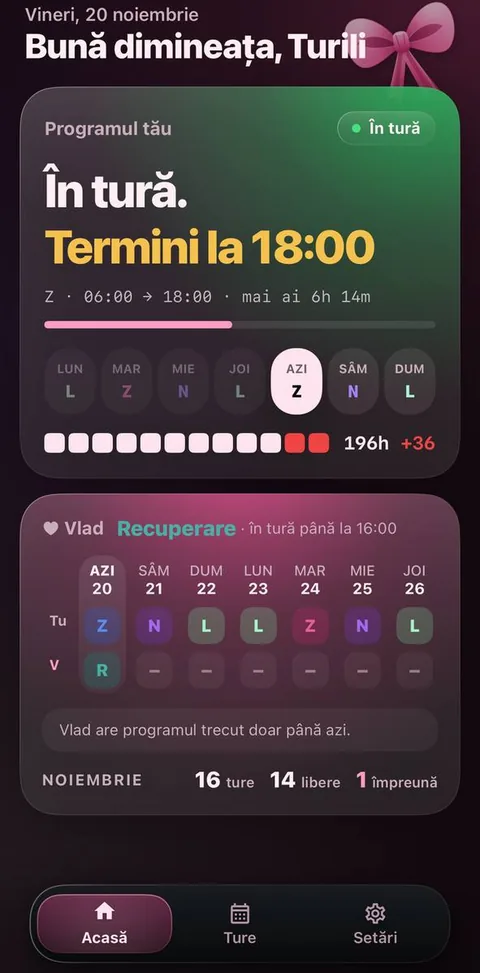 Vineri, 20 noiembrie
Bună dimineața, Turili
Programul tău
În tură
În tură.
Termini la 18:00
Z · 06:00 → 18:00 · mai ai 6h 14m
LUN MAR MIE JOI AZI SÂM DUM
L Z N L Z N L
196h +36
Vlad Recuperare · în tură până la 16:00
AZI SÂM DUM LUN MAR MIE JOI
20 21 22 23 24 25 26
Tu Z N L L Z N L
V R – – – – – –
Vlad are programul trecut doar până azi.
NOIEMBRIE 16 ture 14 libere 1 împreună
Acasă Ture Setări